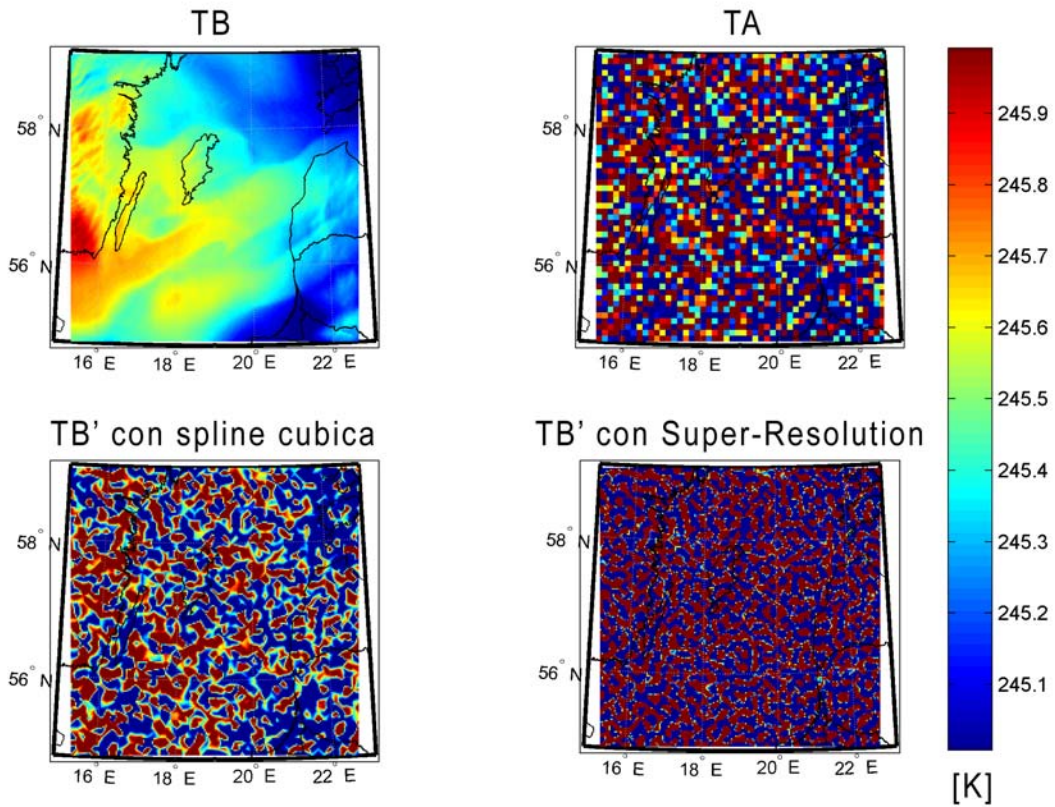 TB
TA
58° N
56° N
16° E
18° E
20° E
22° E
58° N
56° N
16° E
18° E
20° E
22° E
TB' con spline cubica
TB' con Super-Resolution
58° N
56° N
16° E
18° E
20° E
22° E
58° N
56° N
16° E
18° E
20° E
22° E
245.9
245.8
245.7
245.6
245.5
245.4
245.3
245.2
245.1
[K]